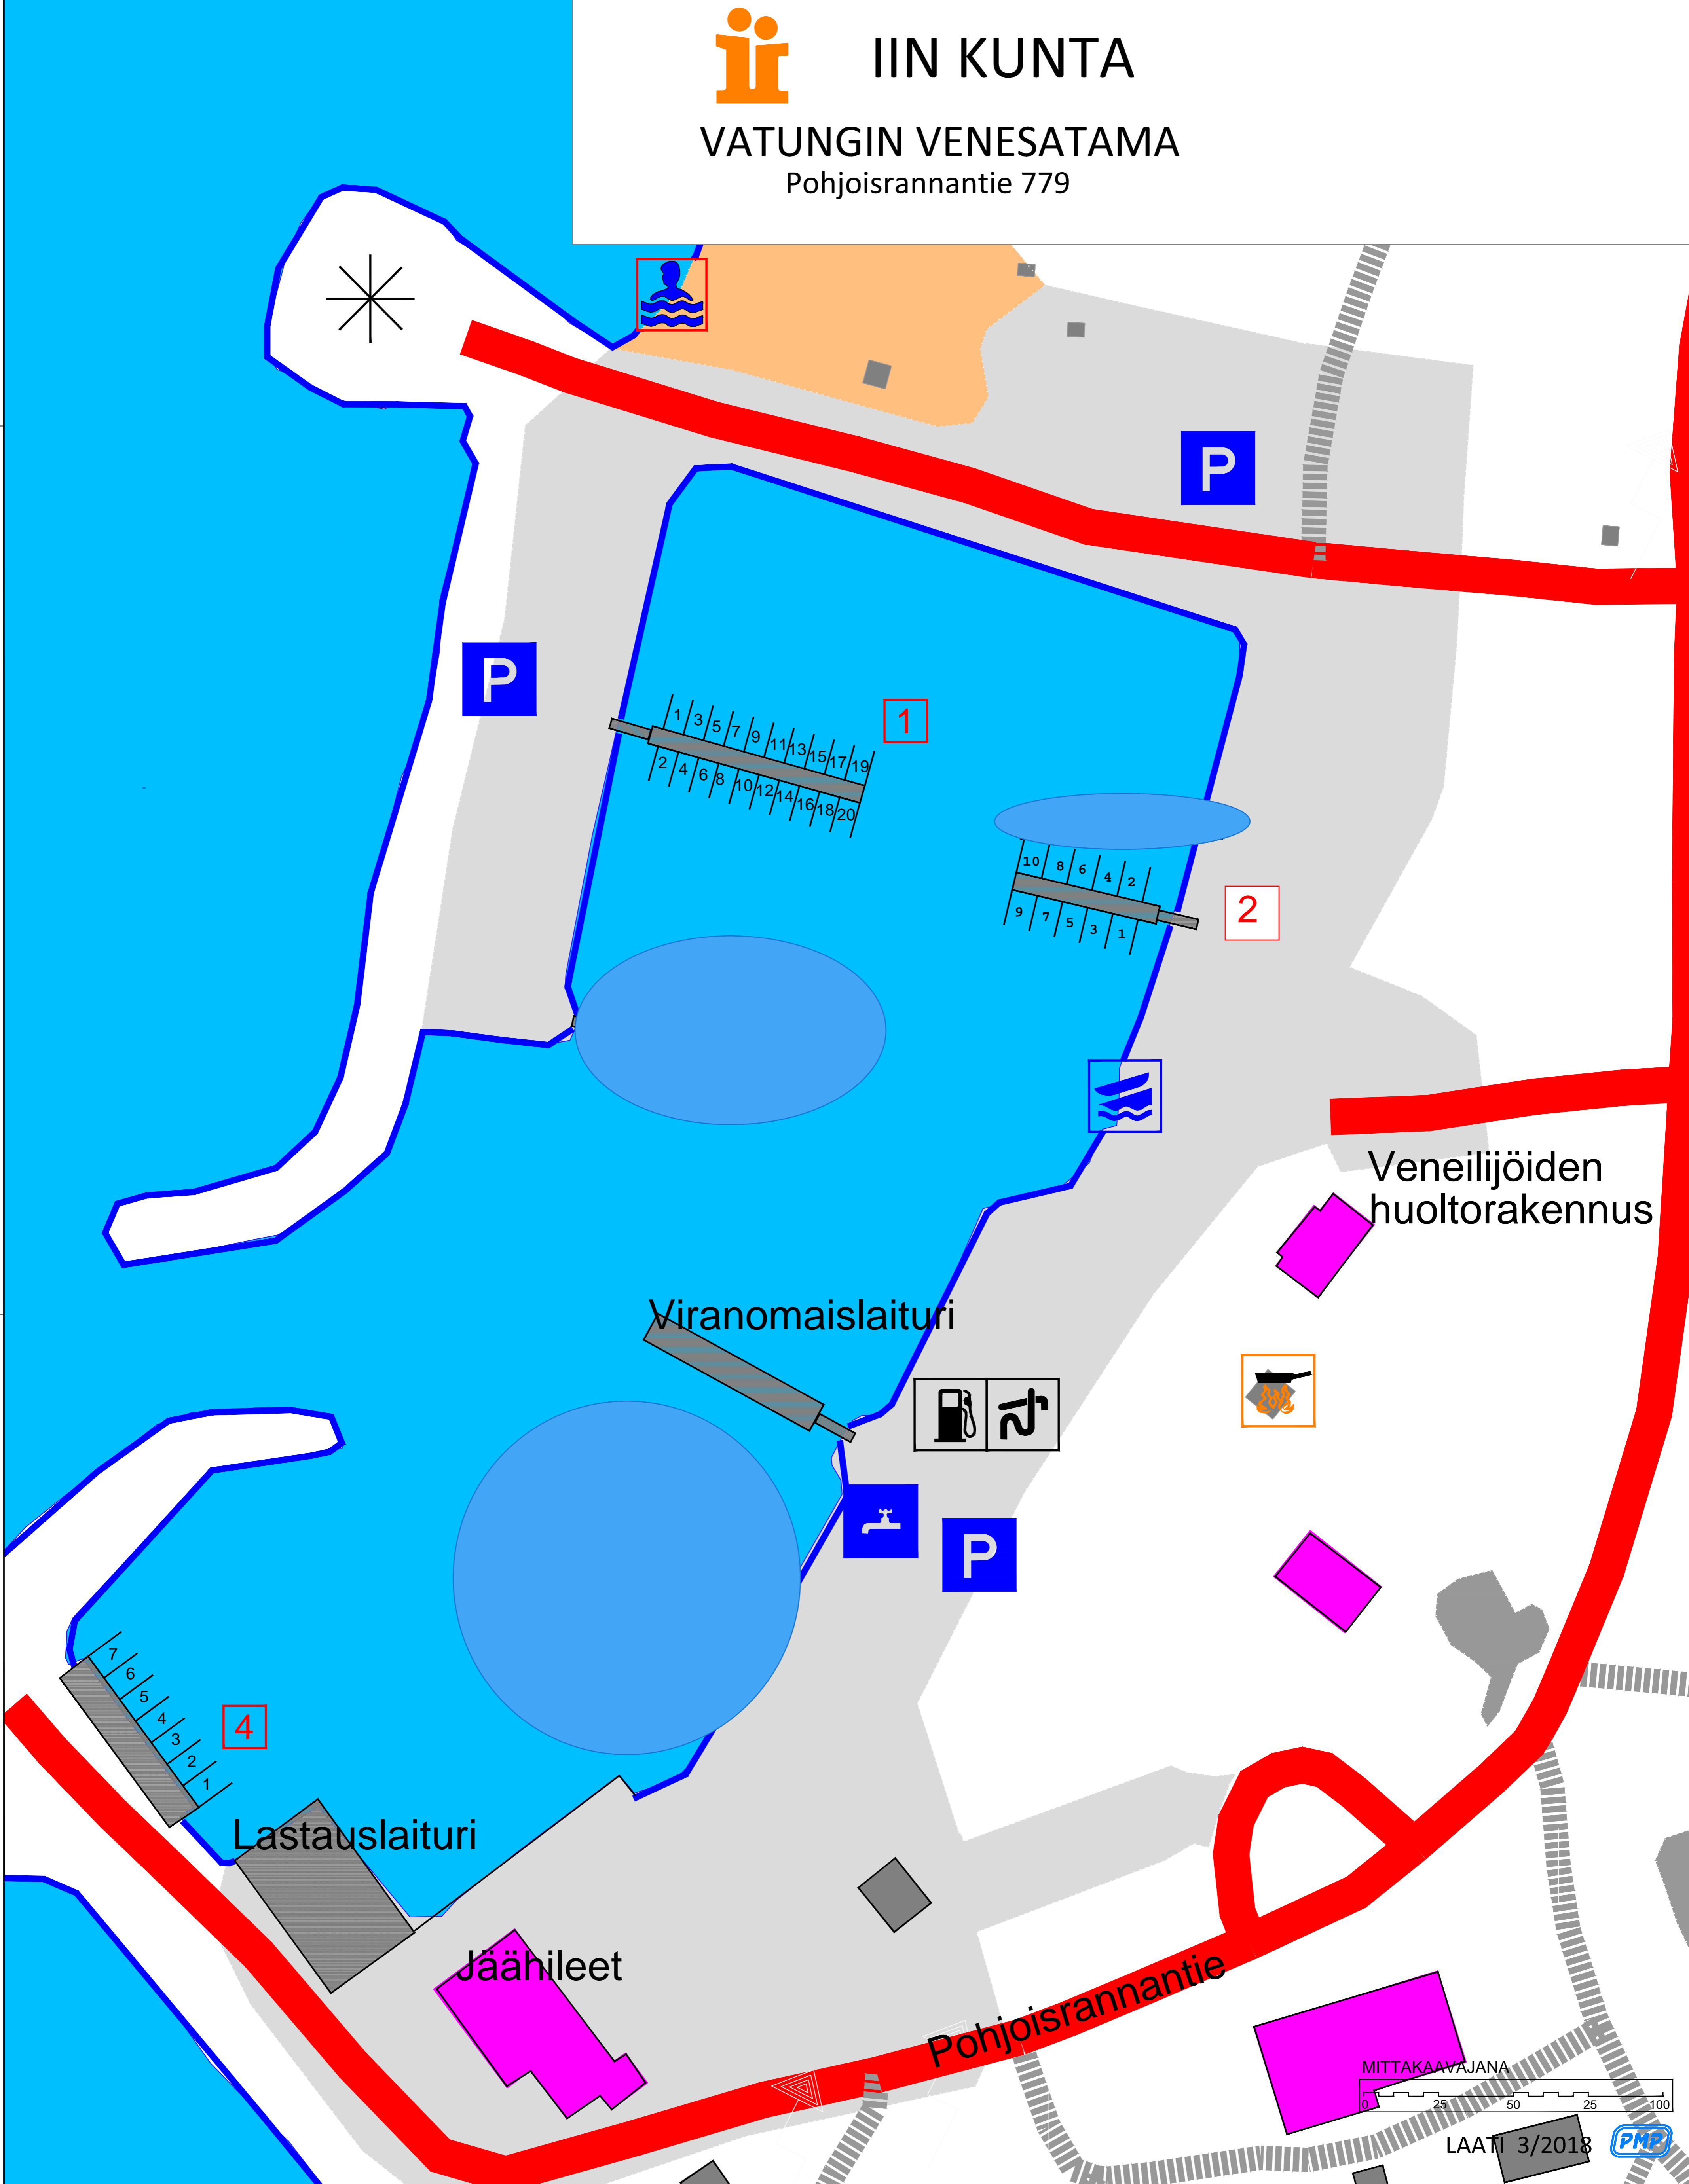 IIN KUNTA
VATUNGIN VENESATAMA
Pohjoisrannantie 779
P
P
1
1 3 5 7 9 11 13 15 17 19
2 4 6 8 10 12 14 16 18 20
10 8 6 4 2
9 7 5 3 1
2
Veneilijöiden
huoltorakennus
Viranomaislaituri
P
7
6
5
4
3
2
1
4
Lastauslaituri
Jäähileet
Pohjoisrannantie
MITTAKAAVAJANA
0 25 50 25 100
LAATI 3/2018 PMP